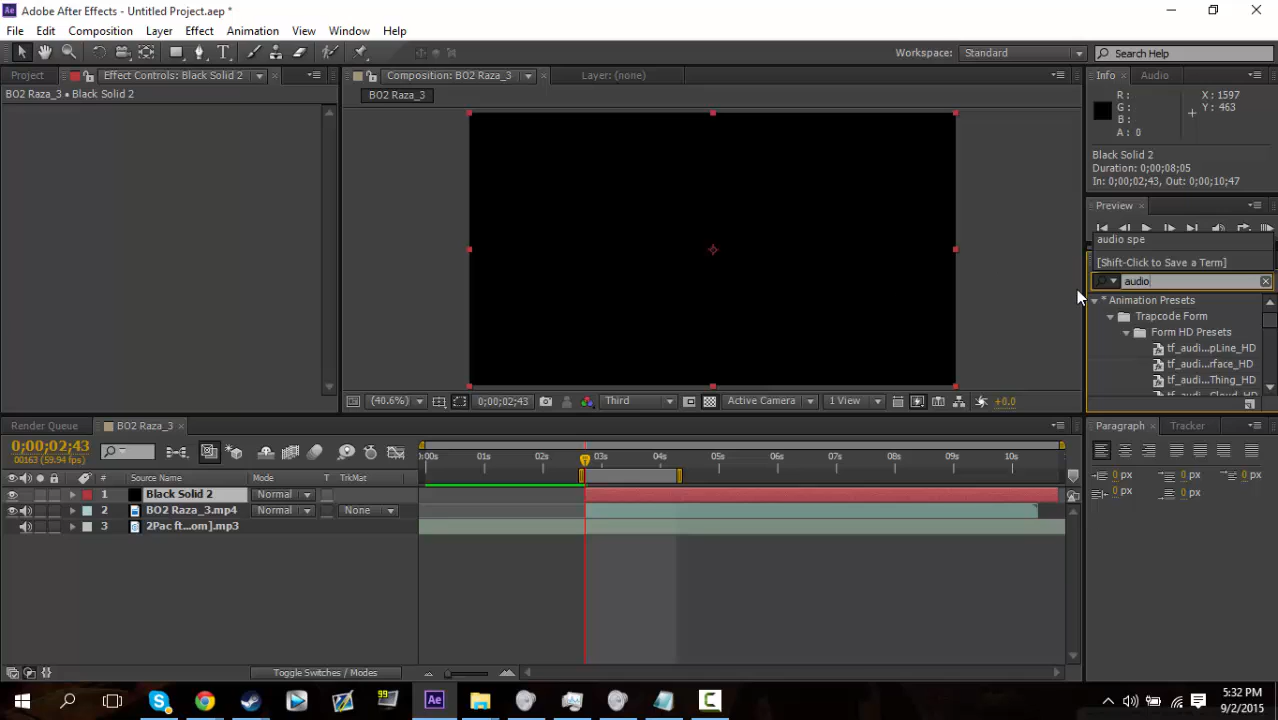 Adobe After Effects - Untitled Project.aep *
File Edit Composition Layer Effect Animation View Window Help
Workspace: Standard Search Help
Project Effect Controls: Black Solid 2 Composition: BO2 Raza_3 Layer: (none) Info Audio
BO2 Raza_3 • Black Solid 2 BO2 Raza_3
R : X : 1597
G : Y : 463
B :
A : 0
Black Solid 2
Duration: 0;00;08;05
In: 0;00;02;43, Out: 0;00;10;47
Preview
audio spe
[Shift-Click to Save a Term]
audio
* Animation Presets
Trapcode Form
Form HD Presets
tf_audi...pLine_HD
tf_audi...rface_HD
tf_audi...Thing_HD
tf_audi...Cloud_HD
(40.6%) 0;00;02;43 Third Active Camera 1 View +0.0
Render Queue BO2 Raza_3 Paragraph Tracker
0;00;02;43
00163 (59.94 fps)
0:00s 01s 02s 03s 04s 05s 06s 07s 08s 09s 10s
0 px 0 px 0 px
0 px 0 px
# Source Name Mode T TrkMat
1 Black Solid 2 Normal
2 BO2 Raza_3.mp4 Normal None
3 2Pac ft...om].mp3
Toggle Switches / Modes
99
Ae
5:32 PM
9/2/2015